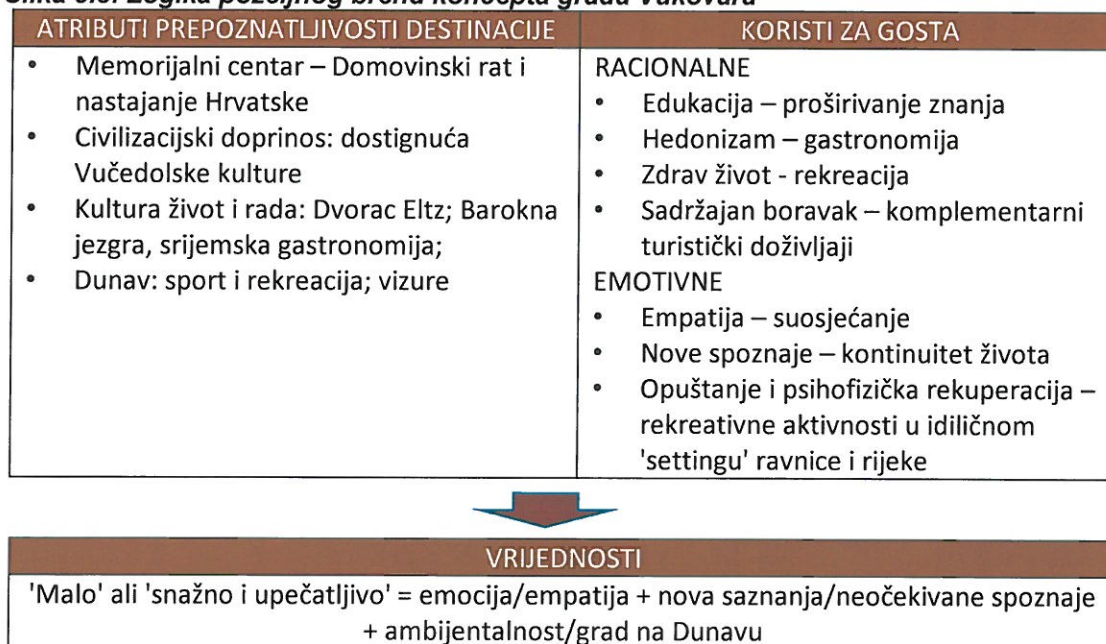 ATRIBUTI PREPOZNATLJIVOSTI DESTINACIJE
• Memorijalni centar – Domovinski rat i
nastajanje Hrvatske
• Civilizacijski doprinos: dostignuća
Vučedolske kulture
• Kultura život i rada: Dvorac Eltz; Barokna
jezgra, srijemska gastronomija;
• Dunav: sport i rekreacija; vizure
KORISTI ZA GOSTA
RACIONALNE
• Edukacija – proširivanje znanja
• Hedonizam – gastronomija
• Zdrav život - rekreacija
• Sadržajan boravak – komplementarni
turistički doživljaji
EMOTIVNE
• Empatija – suosjećanje
• Nove spoznaje – kontinuitet života
• Opuštanje i psihofizička rekuperacija –
rekreativne aktivnosti u idiličnom
'settingu' ravnice i rijeke
VRIJEDNOSTI
'Malo' ali 'snažno i upečatljivo' = emocija/empatija + nova saznanja/neočekivane spoznaje
+ ambijentalnost/grad na Dunavu